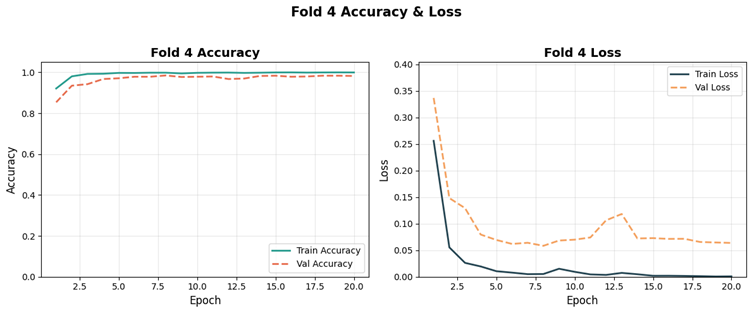 Fold 4 Accuracy & Loss
Fold 4 Accuracy
Accuracy
1.0
0.8
0.6
0.4
0.2
0.0
2.5 5.0 7.5 10.0 12.5 15.0 17.5 20.0
Epoch
Train Accuracy
Val Accuracy
Fold 4 Loss
Loss
0.40
0.35
0.30
0.25
0.20
0.15
0.10
0.05
0.00
2.5 5.0 7.5 10.0 12.5 15.0 17.5 20.0
Epoch
Train Loss
Val Loss